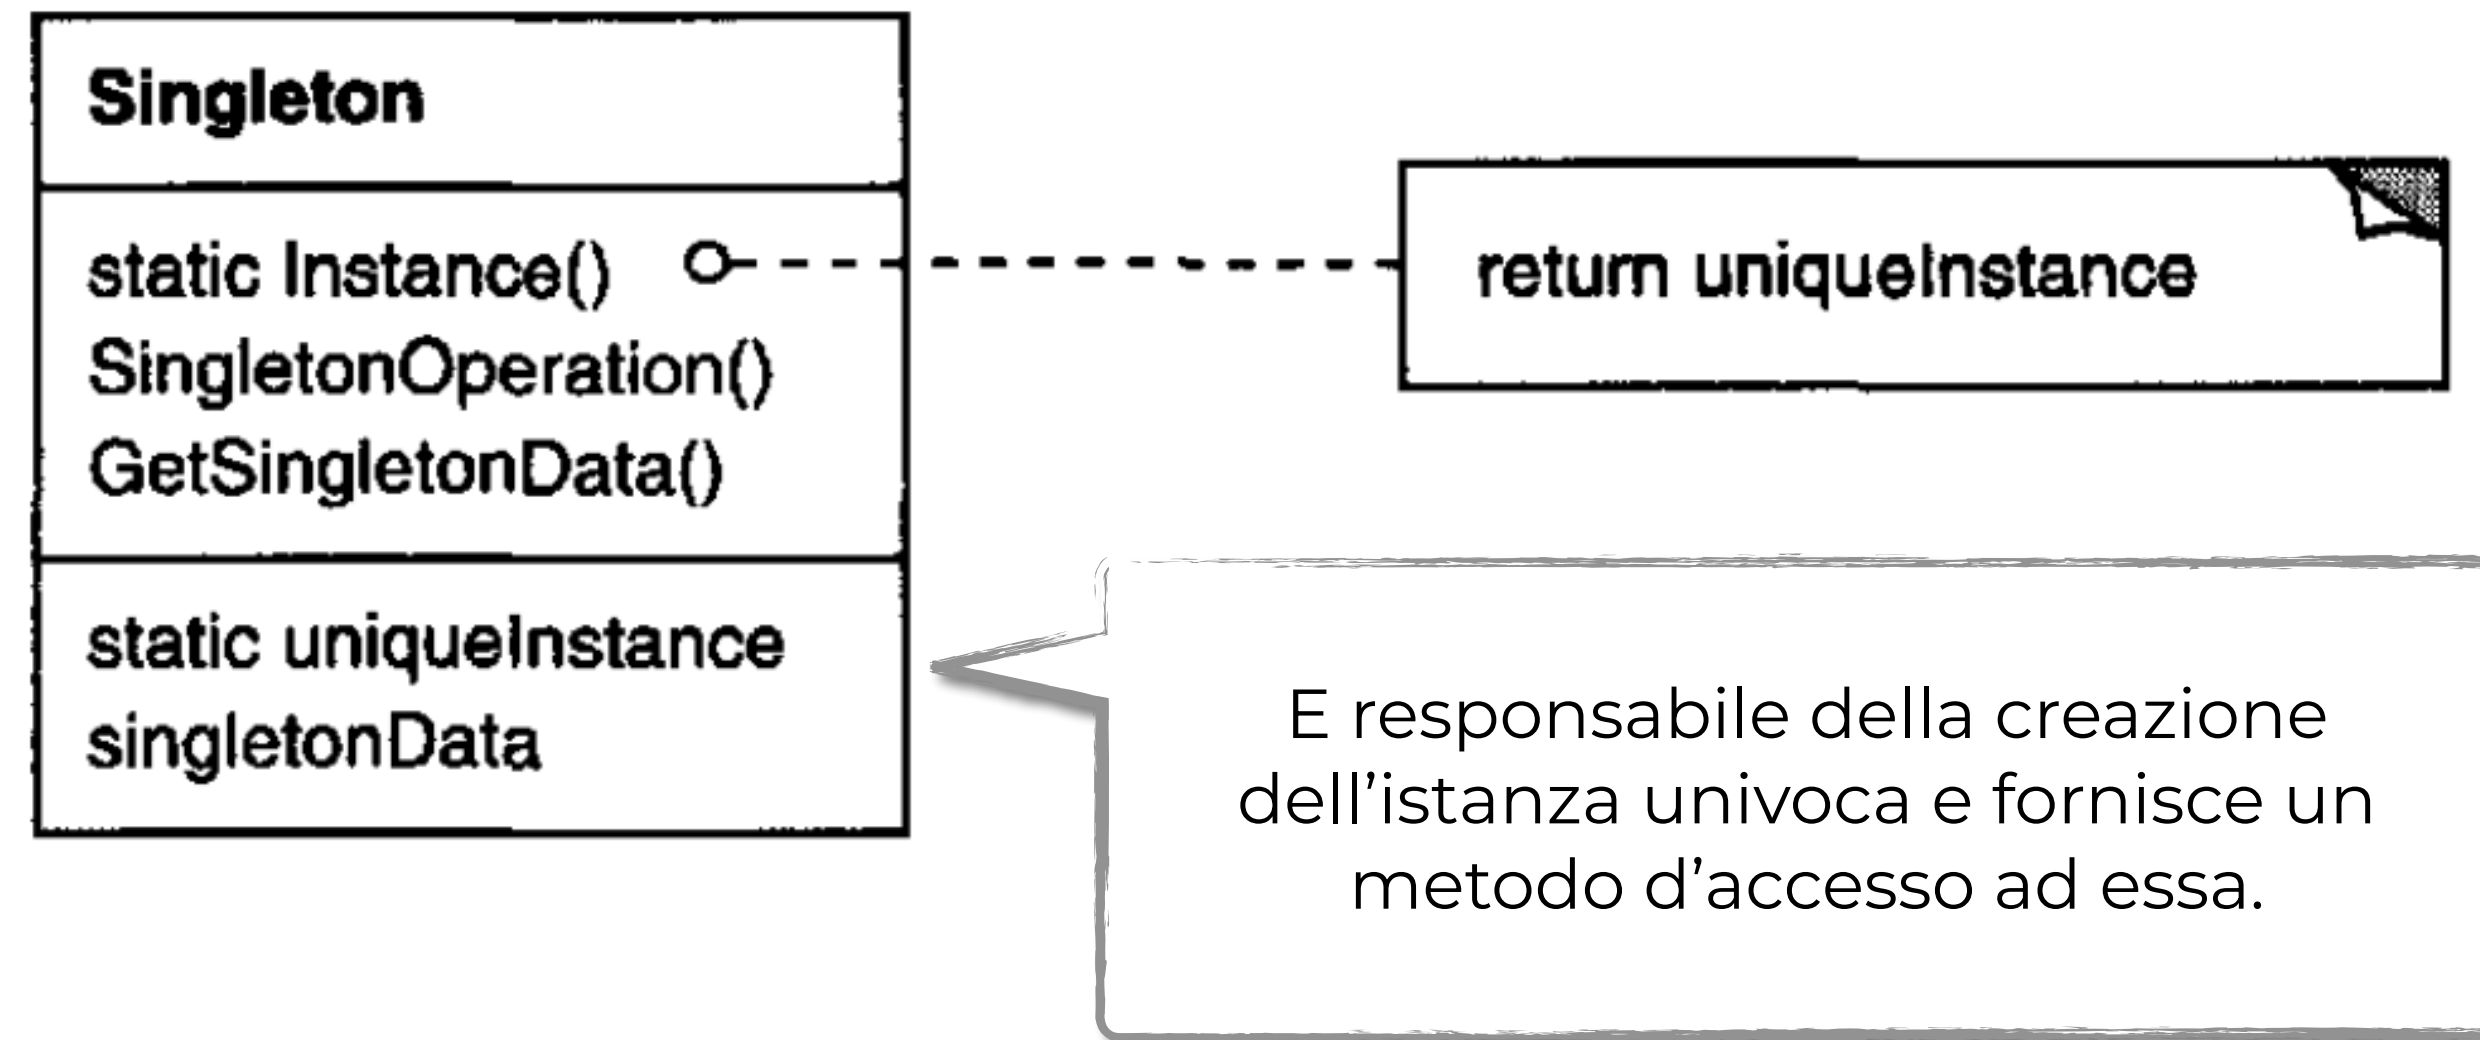 Singleton
static Instance()
SingletonOperation()
GetSingletonData()
static uniqueInstance
singletonData
return uniqueInstance
E responsabile della creazione
dell’istanza univoca e fornisce un
metodo d’accesso ad essa.